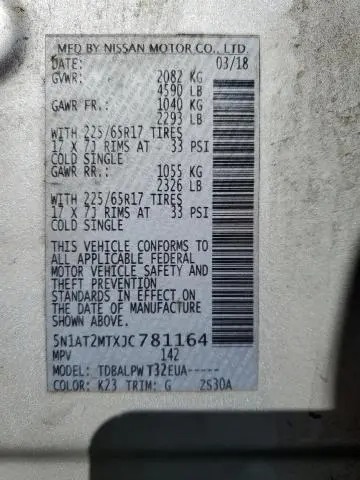 MFD BY NISSAN MOTOR CO., LTD.
DATE: 03/18
GVWR: 2082 KG
4590 LB
GAWR FR.: 1040 KG
2293 LB
WITH 225/65R17 TIRES
17 X 7J RIMS AT 33 PSI
COLD SINGLE
GAWR RR.: 1055 KG
2326 LB
WITH 225/65R17 TIRES
17 X 7J RIMS AT 33 PSI
COLD SINGLE
THIS VEHICLE CONFORMS TO
ALL APPLICABLE FEDERAL
MOTOR VEHICLE SAFETY AND
THEFT PREVENTION
STANDARDS IN EFFECT ON
THE DATE OF MANUFACTURE
SHOWN ABOVE.
5N1AT2MTXJC781164
MPV 142
MODEL: TDBALPWT32EUA-----
COLOR: K23 TRIM: G 2S30A